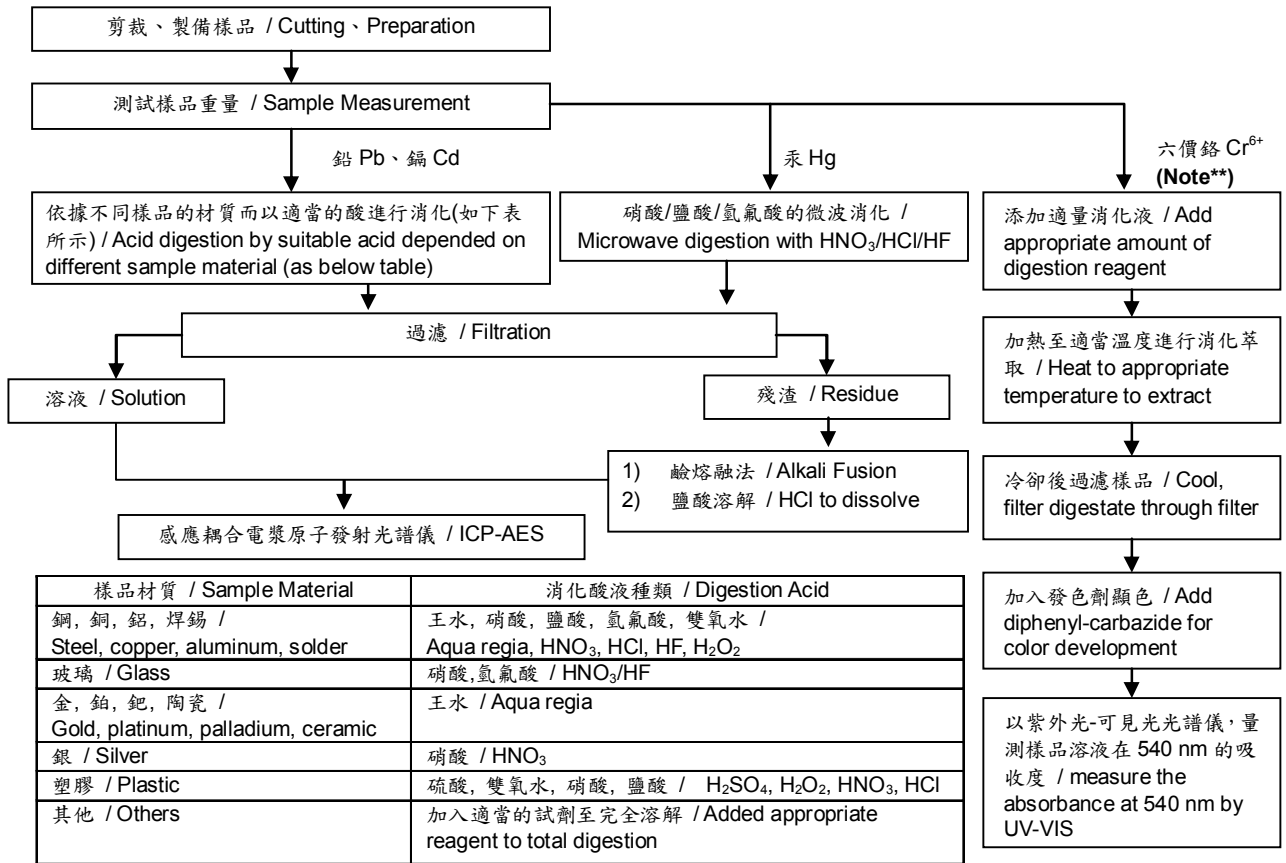 剪裁、製備樣品 / Cutting、Preparation
測試樣品重量 / Sample Measurement
鉛 Pb、鎘 Cd
汞 Hg
六價鉻 Cr⁶⁺
(Note**)
依據不同樣品的材質而以適當的酸進行消化(如下表
所示) / Acid digestion by suitable acid depended on
different sample material (as below table)
硝酸/鹽酸/氫氟酸的微波消化 /
Microwave digestion with HNO₃/HCl/HF
添加適量消化液 / Add
appropriate amount of
digestion reagent
過濾 / Filtration
加熱至適當溫度進行消化萃
取 / Heat to appropriate
temperature to extract
溶液 / Solution
殘渣 / Residue
1) 鹼熔融法 / Alkali Fusion
2) 鹽酸溶解 / HCl to dissolve
冷卻後過濾樣品 / Cool,
filter digestate through filter
感應耦合電漿原子發射光譜儀 / ICP-AES
加入發色劑顯色 / Add
diphenyl-carbazide for
color development
以紫外光-可見光光譜儀,量
測樣品溶液在 540 nm 的吸
收度 / measure the
absorbance at 540 nm by
UV-VIS
樣品材質 / Sample Material
消化酸液種類 / Digestion Acid
鋼, 銅, 鋁, 焊錫 /
Steel, copper, aluminum, solder
王水, 硝酸, 鹽酸, 氫氟酸, 雙氧水 /
Aqua regia, HNO₃, HCl, HF, H₂O₂
玻璃 / Glass
硝酸,氫氟酸 / HNO₃/HF
金, 鉑, 鈀, 陶瓷 /
Gold, platinum, palladium, ceramic
王水 / Aqua regia
銀 / Silver
硝酸 / HNO₃
塑膠 / Plastic
硫酸, 雙氧水, 硝酸, 鹽酸 / H₂SO₄, H₂O₂, HNO₃, HCl
其他 / Others
加入適當的試劑至完全溶解 / Added appropriate
reagent to total digestion